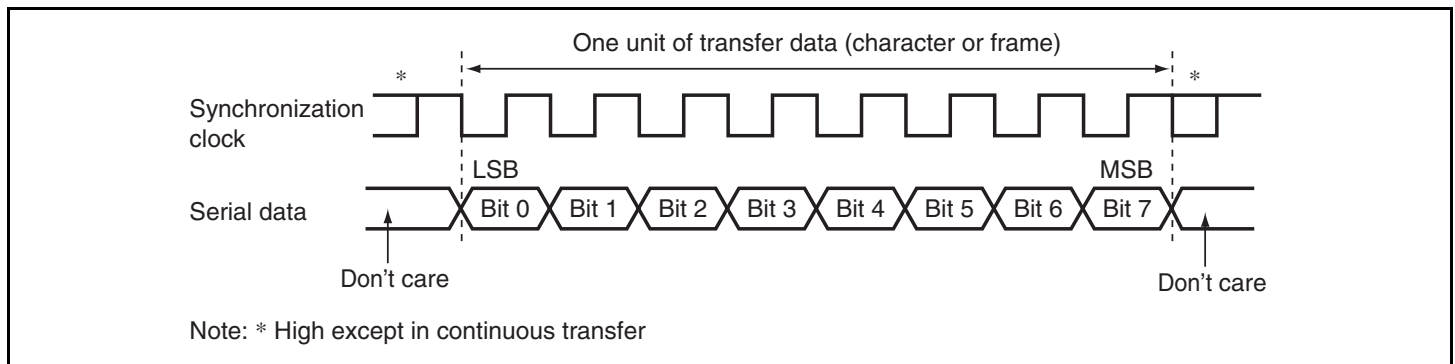 One unit of transfer data (character or frame)
* *
Synchronization
clock
LSB MSB
Serial data Bit 0 Bit 1 Bit 2 Bit 3 Bit 4 Bit 5 Bit 6 Bit 7
Don't care Don't care
Note: * High except in continuous transfer